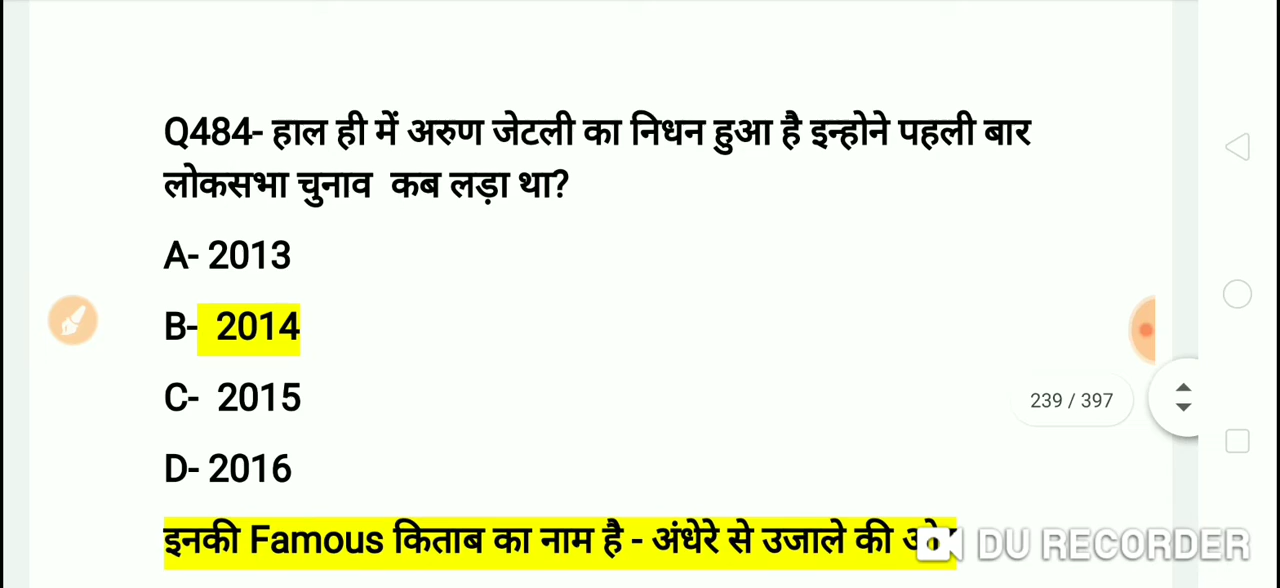 Q484- हाल ही में अरुण जेटली का निधन हुआ है इन्होने पहली बार
लोकसभा चुनाव कब लड़ा था?
A- 2013
B- 2014
C- 2015
239 / 397
D- 2016
इनकी Famous किताब का नाम है - अंधेरे से उजाले की
DU RECORDER